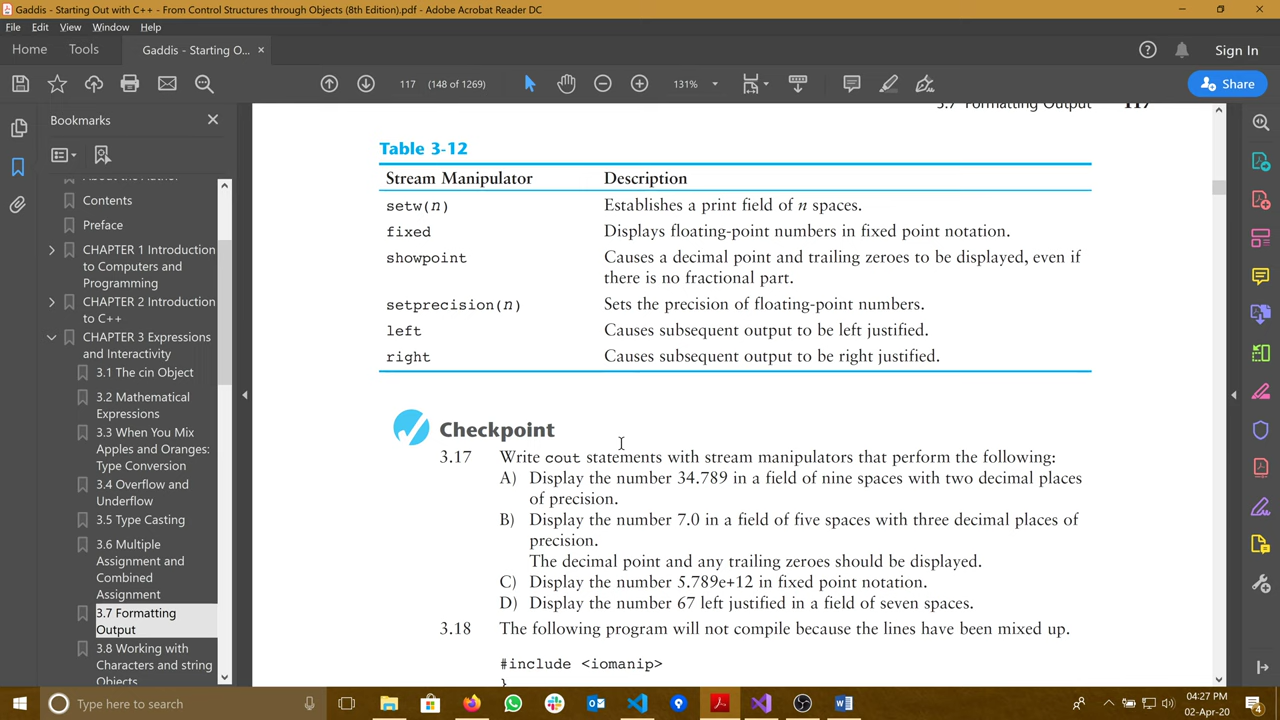 Gaddis - Starting Out with C++ - From Control Structures through Objects (8th Edition).pdf - Adobe Acrobat Reader DC
File Edit View Window Help
Home Tools Gaddis - Starting O... × Sign In
117 (148 of 1269) 131% Share
Bookmarks
About the Author
Contents
Preface
CHAPTER 1 Introduction
to Computers and
Programming
CHAPTER 2 Introduction
to C++
CHAPTER 3 Expressions
and Interactivity
3.1 The cin Object
3.2 Mathematical
Expressions
3.3 When You Mix
Apples and Oranges:
Type Conversion
3.4 Overflow and
Underflow
3.5 Type Casting
3.6 Multiple
Assignment and
Combined
Assignment
3.7 Formatting
Output
3.8 Working with
Characters and string
Objects
3.7 Formatting Output 117
Table 3-12
Stream Manipulator Description
setw(n) Establishes a print field of n spaces.
fixed Displays floating-point numbers in fixed point notation.
showpoint Causes a decimal point and trailing zeroes to be displayed, even if
there is no fractional part.
setprecision(n) Sets the precision of floating-point numbers.
left Causes subsequent output to be left justified.
right Causes subsequent output to be right justified.
Checkpoint
3.17 Write cout statements with stream manipulators that perform the following:
A) Display the number 34.789 in a field of nine spaces with two decimal places
of precision.
B) Display the number 7.0 in a field of five spaces with three decimal places of
precision.
The decimal point and any trailing zeroes should be displayed.
C) Display the number 5.789e+12 in fixed point notation.
D) Display the number 67 left justified in a field of seven spaces.
3.18 The following program will not compile because the lines have been mixed up.
#include <iomanip>
}
Type here to search
04:27 PM
02-Apr-20
4